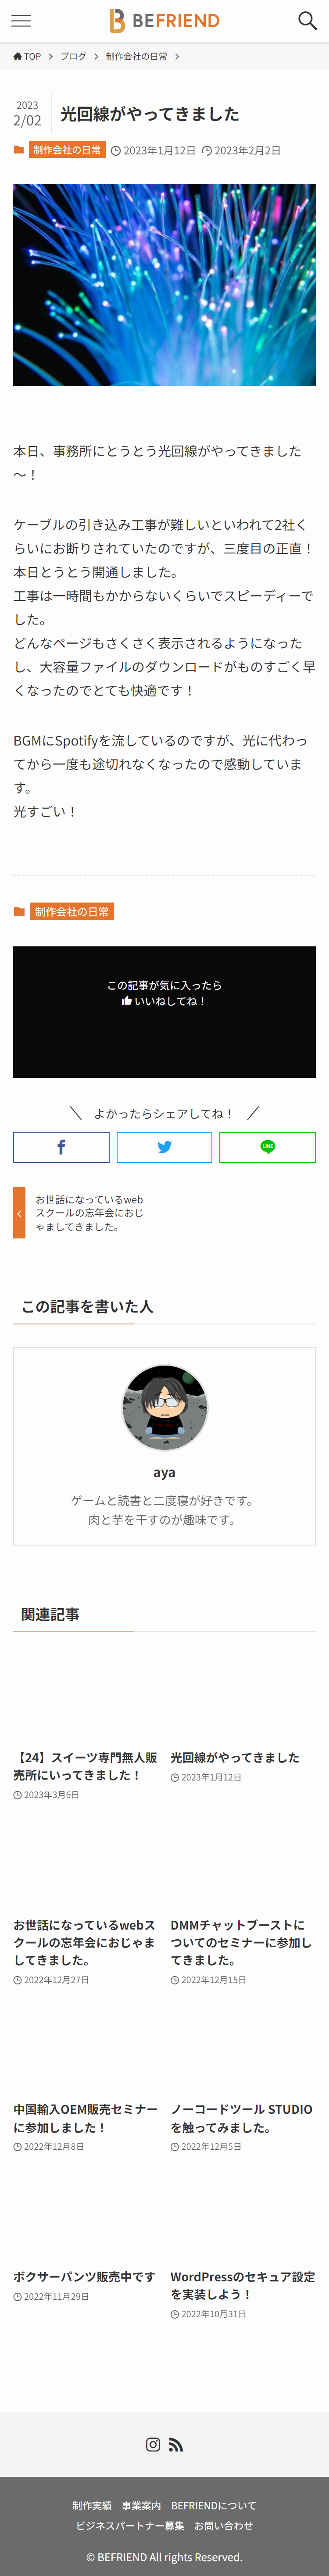 BEFRIEND
TOP > ブログ > 制作会社の日常 >
2023
2/02
光回線がやってきました
制作会社の日常 2023年1月12日 2023年2月2日
本日、事務所にとうとう光回線がやってきました
～！
ケーブルの引き込み工事が難しいといわれて2社く
らいにお断りされていたのですが、三度目の正直！
本日とうとう開通しました。
工事は一時間もかからないくらいでスピーディーで
した。
どんなページもさくさく表示されるようになった
し、大容量ファイルのダウンロードがものすごく早
くなったのでとても快適です！
BGMにSpotifyを流しているのですが、光に代わっ
てから一度も途切れなくなったので感動していま
す。
光すごい！
制作会社の日常
この記事が気に入ったら
いいねしてね！
よかったらシェアしてね！
LINE
お世話になっているweb
スクールの忘年会におじ
ゃましてきました。
この記事を書いた人
aya
ゲームと読書と二度寝が好きです。
肉と芋を干すのが趣味です。
関連記事
【24】スイーツ専門無人販
売所にいってきました！
2023年3月6日
光回線がやってきました
2023年1月12日
お世話になっているwebス
クールの忘年会におじゃま
してきました。
2022年12月27日
DMMチャットブーストに
ついてのセミナーに参加し
てきました。
2022年12月15日
中国輸入OEM販売セミナー
に参加しました！
2022年12月8日
ノーコードツール STUDIO
を触ってみました。
2022年12月5日
ボクサーパンツ販売中です
2022年11月29日
WordPressのセキュア設定
を実装しよう！
2022年10月31日
制作実績 事業案内 BEFRIENDについて
ビジネスパートナー募集 お問い合わせ
© BEFRIEND All rights Reserved.